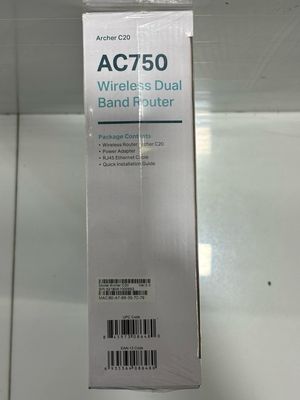 Archer C20
AC750
Wireless Dual
Band Router
Package Contents
• Wireless Router Archer C20
• Power Adapter
• RJ45 Ethernet Cable
• Quick Installation Guide
UPC Code
EAN-13 Code